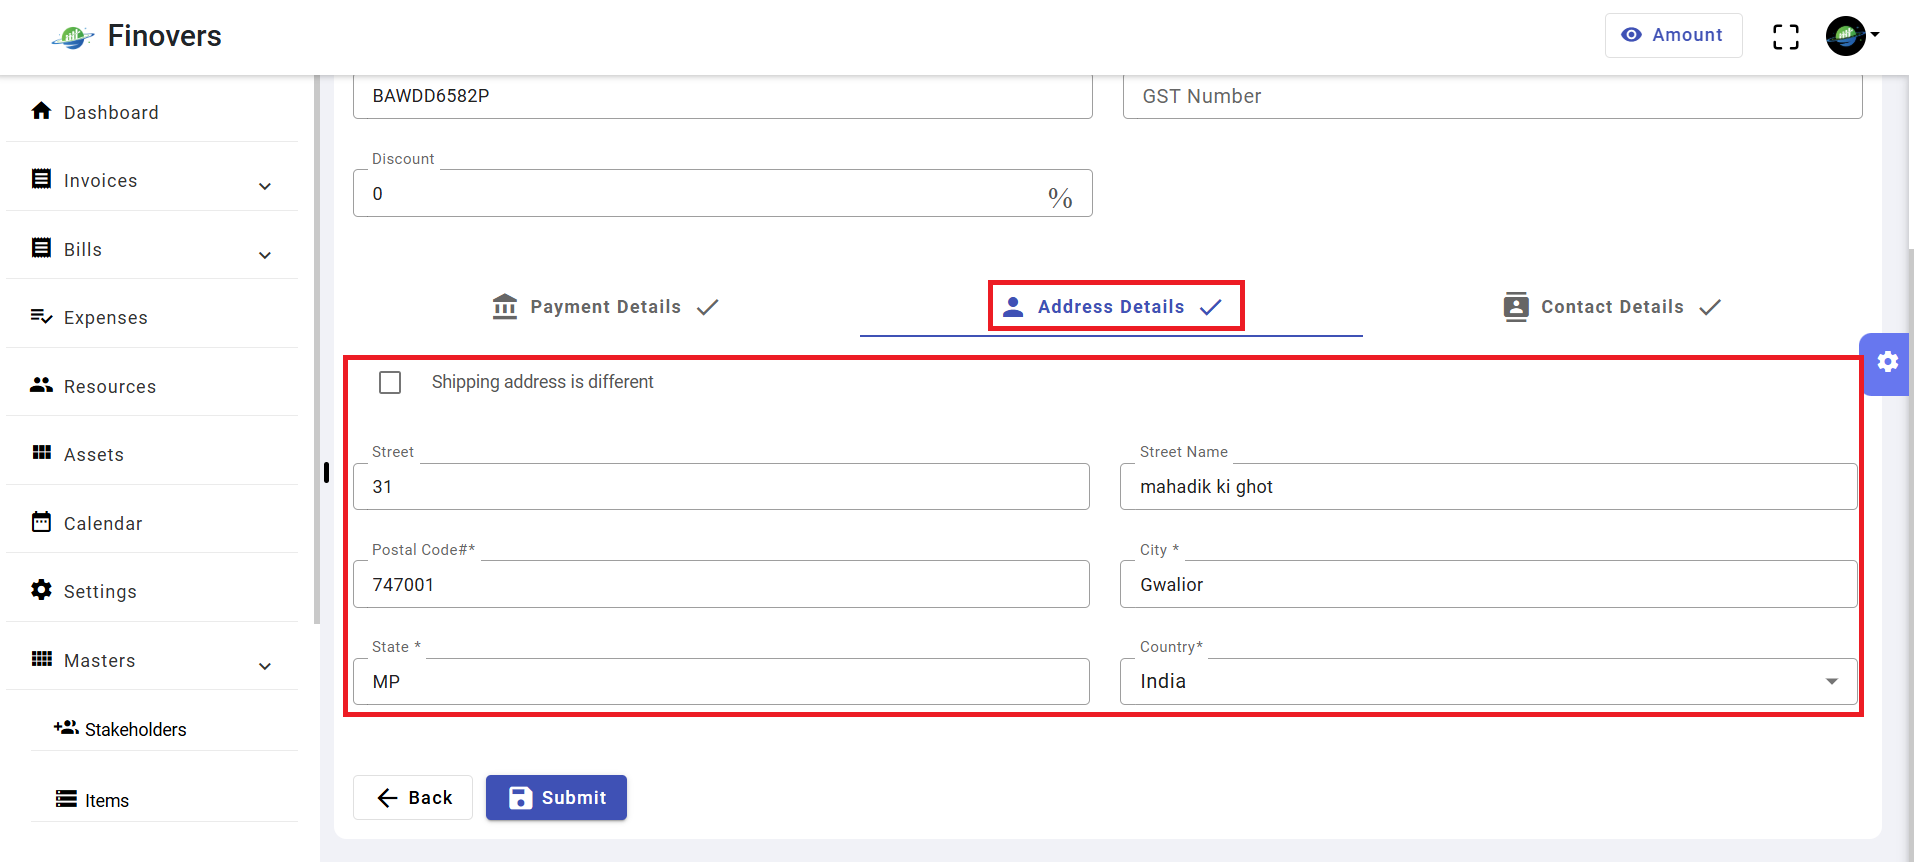 Finovers
Amount
Dashboard
Invoices
Bills
Expenses
Resources
Assets
Calendar
Settings
Masters
Stakeholders
Items
BAWDD6582P
GST Number
Discount
0
%
Payment Details
Address Details
Contact Details
Shipping address is different
Street
31
Street Name
mahadik ki ghot
Postal Code#*
747001
City *
Gwalior
State *
MP
Country*
India
Back
Submit